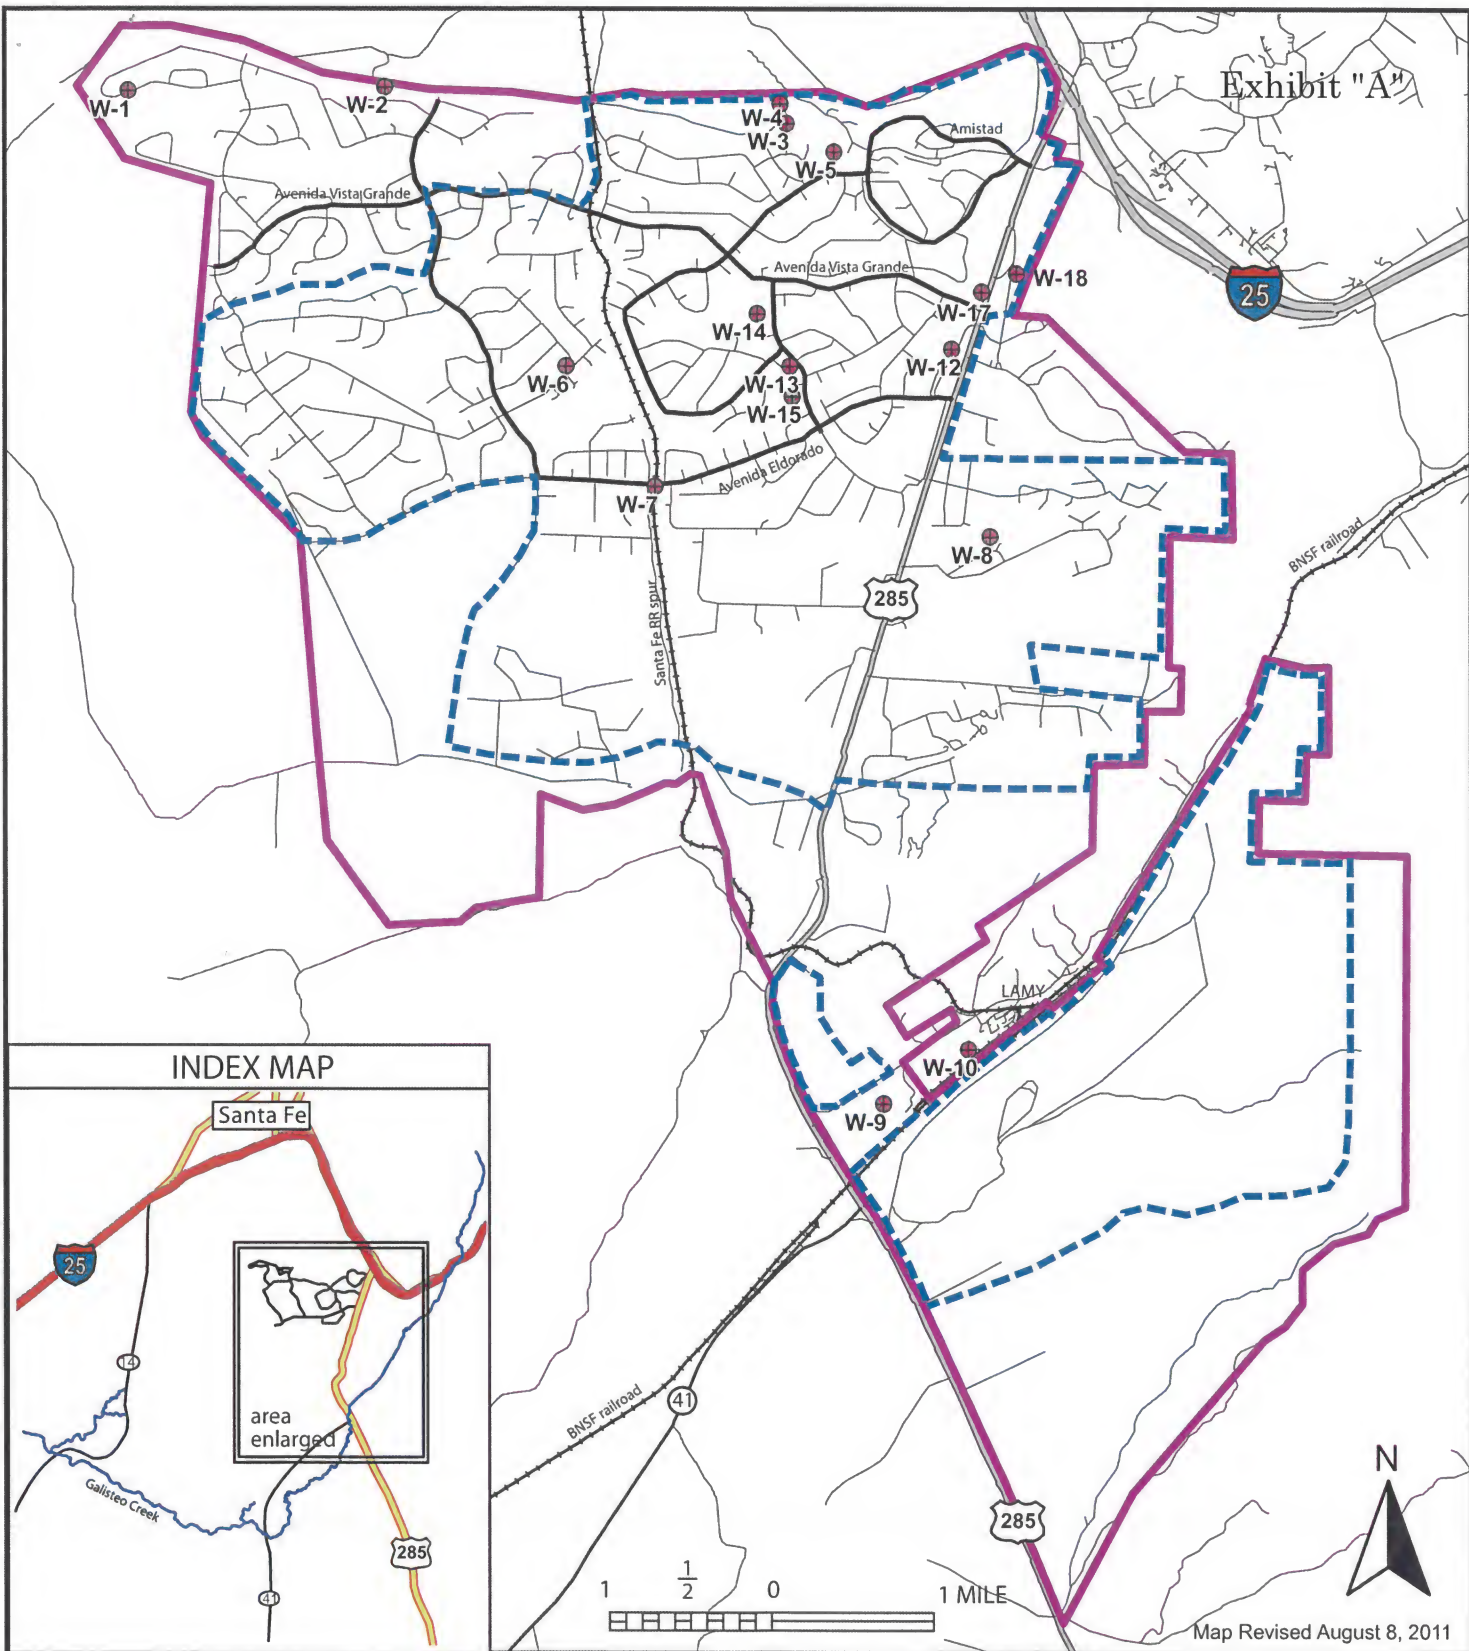 Exhibit "A"
W-1
W-2
W-4
W-3
W-5
Amistad
Avenida Vista Grande
Avenida Vista Grande
W-18
25
W-17
W-14
W-12
W-6
W-13
W-15
Avenida Eldorado
W-7
W-8
BNSF railroad
285
Santa Fe RR spur
LAMY
W-10
W-9
INDEX MAP
Santa Fe
25
14
area
enlarged
Galisteo Creek
285
41
BNSF railroad
41
285
N
1 1/2 0 1 MILE
Map Revised August 8, 2011